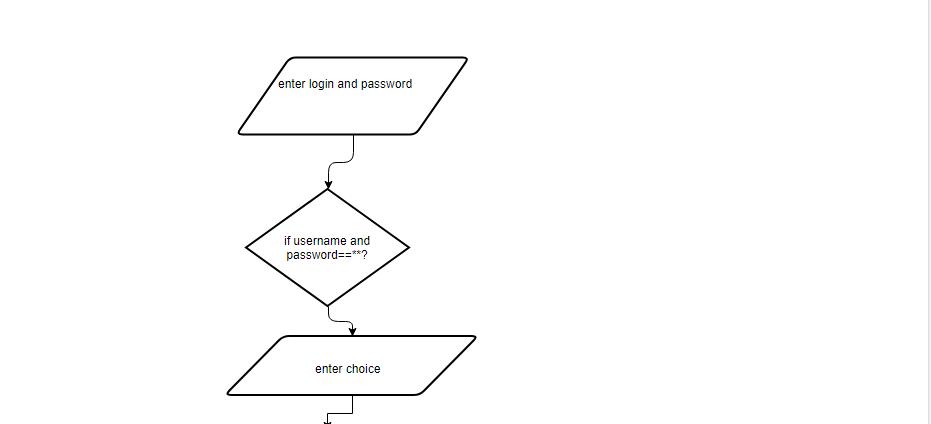 enter login and password
if username and
password==**?
enter choice